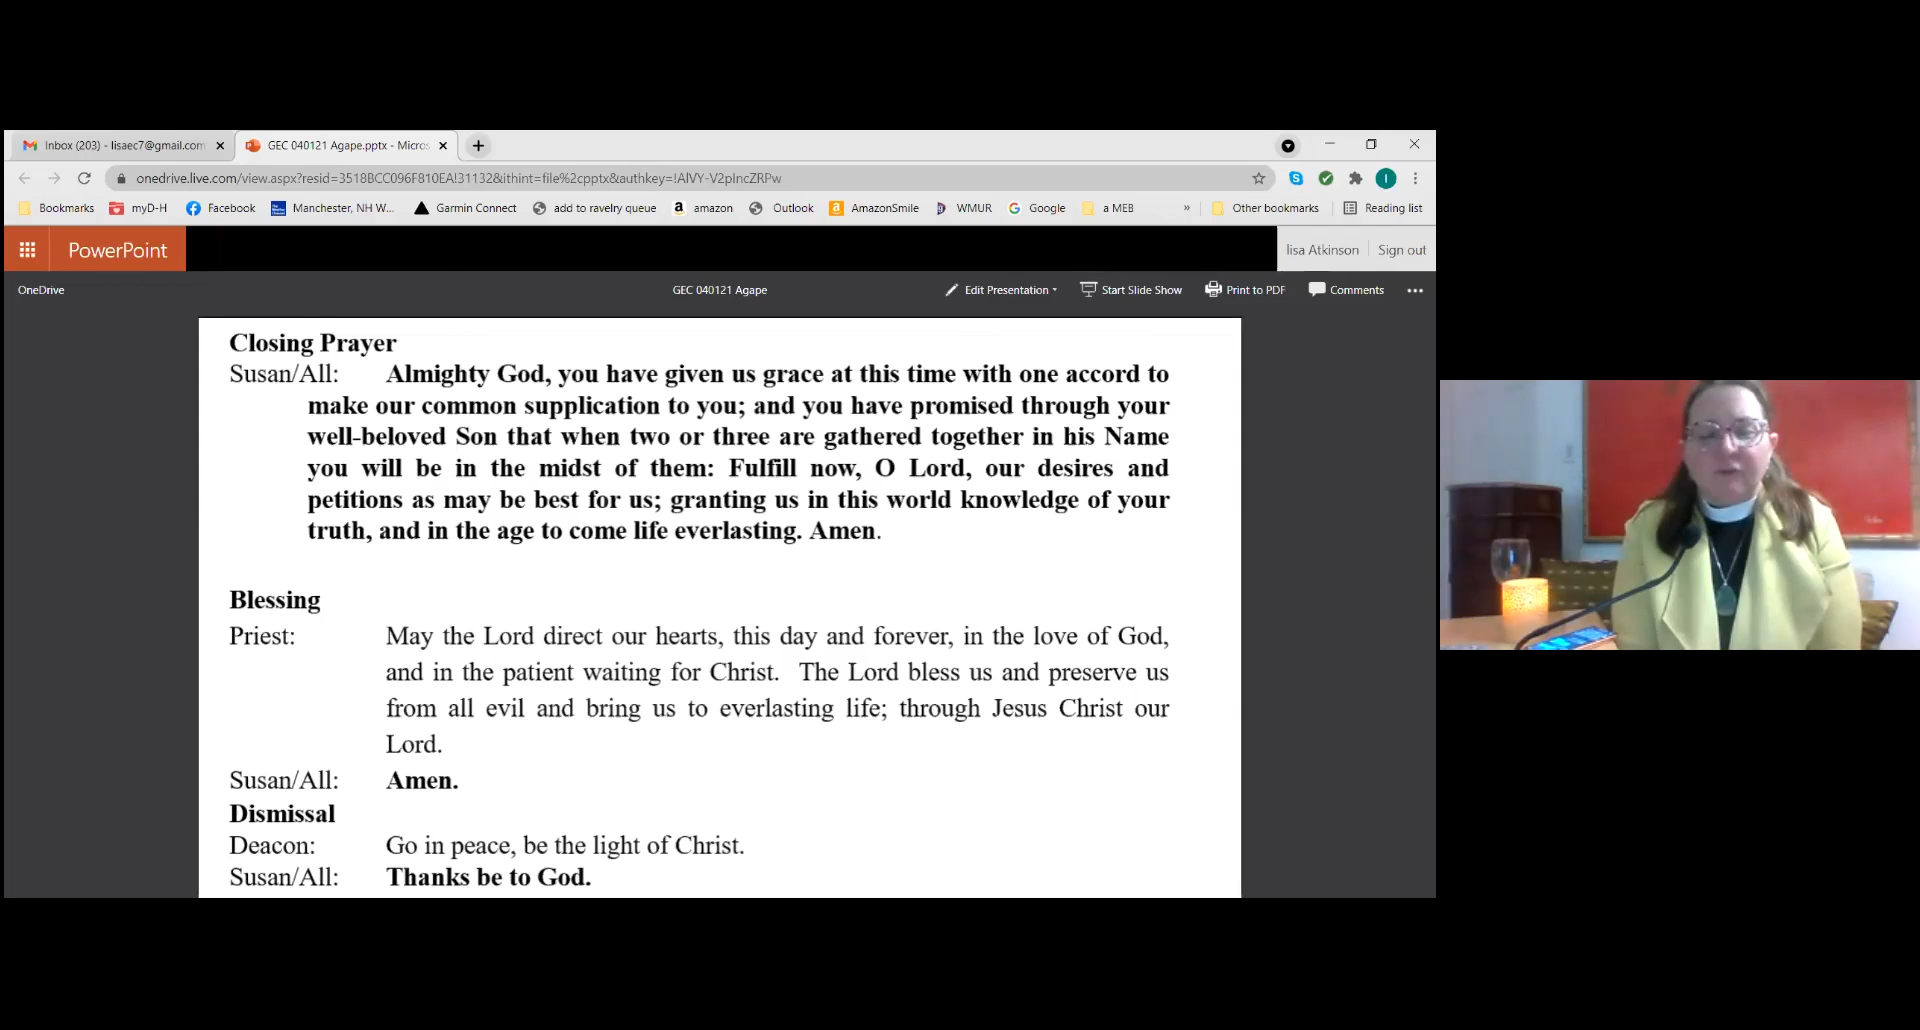 Inbox (203) - lisaec7@gmail.com
GEC 040121 Agape.pptx - Micros
onedrive.live.com/view.aspx?resid=3518BCC096F810EA!31132&ithint=file%2cpptx&authkey=!AIVY-V2pIncZRPw
Bookmarks myD-H Facebook Manchester, NH W... Garmin Connect add to ravelry queue amazon Outlook AmazonSmile WMUR Google a MEB » Other bookmarks Reading list
PowerPoint lisa Atkinson Sign out
OneDrive GEC 040121 Agape Edit Presentation Start Slide Show Print to PDF Comments
Closing Prayer
Susan/All: Almighty God, you have given us grace at this time with one accord to
make our common supplication to you; and you have promised through your
well-beloved Son that when two or three are gathered together in his Name
you will be in the midst of them: Fulfill now, O Lord, our desires and
petitions as may be best for us; granting us in this world knowledge of your
truth, and in the age to come life everlasting. Amen.
Blessing
Priest: May the Lord direct our hearts, this day and forever, in the love of God,
and in the patient waiting for Christ. The Lord bless us and preserve us
from all evil and bring us to everlasting life; through Jesus Christ our
Lord.
Susan/All: Amen.
Dismissal
Deacon: Go in peace, be the light of Christ.
Susan/All: Thanks be to God.